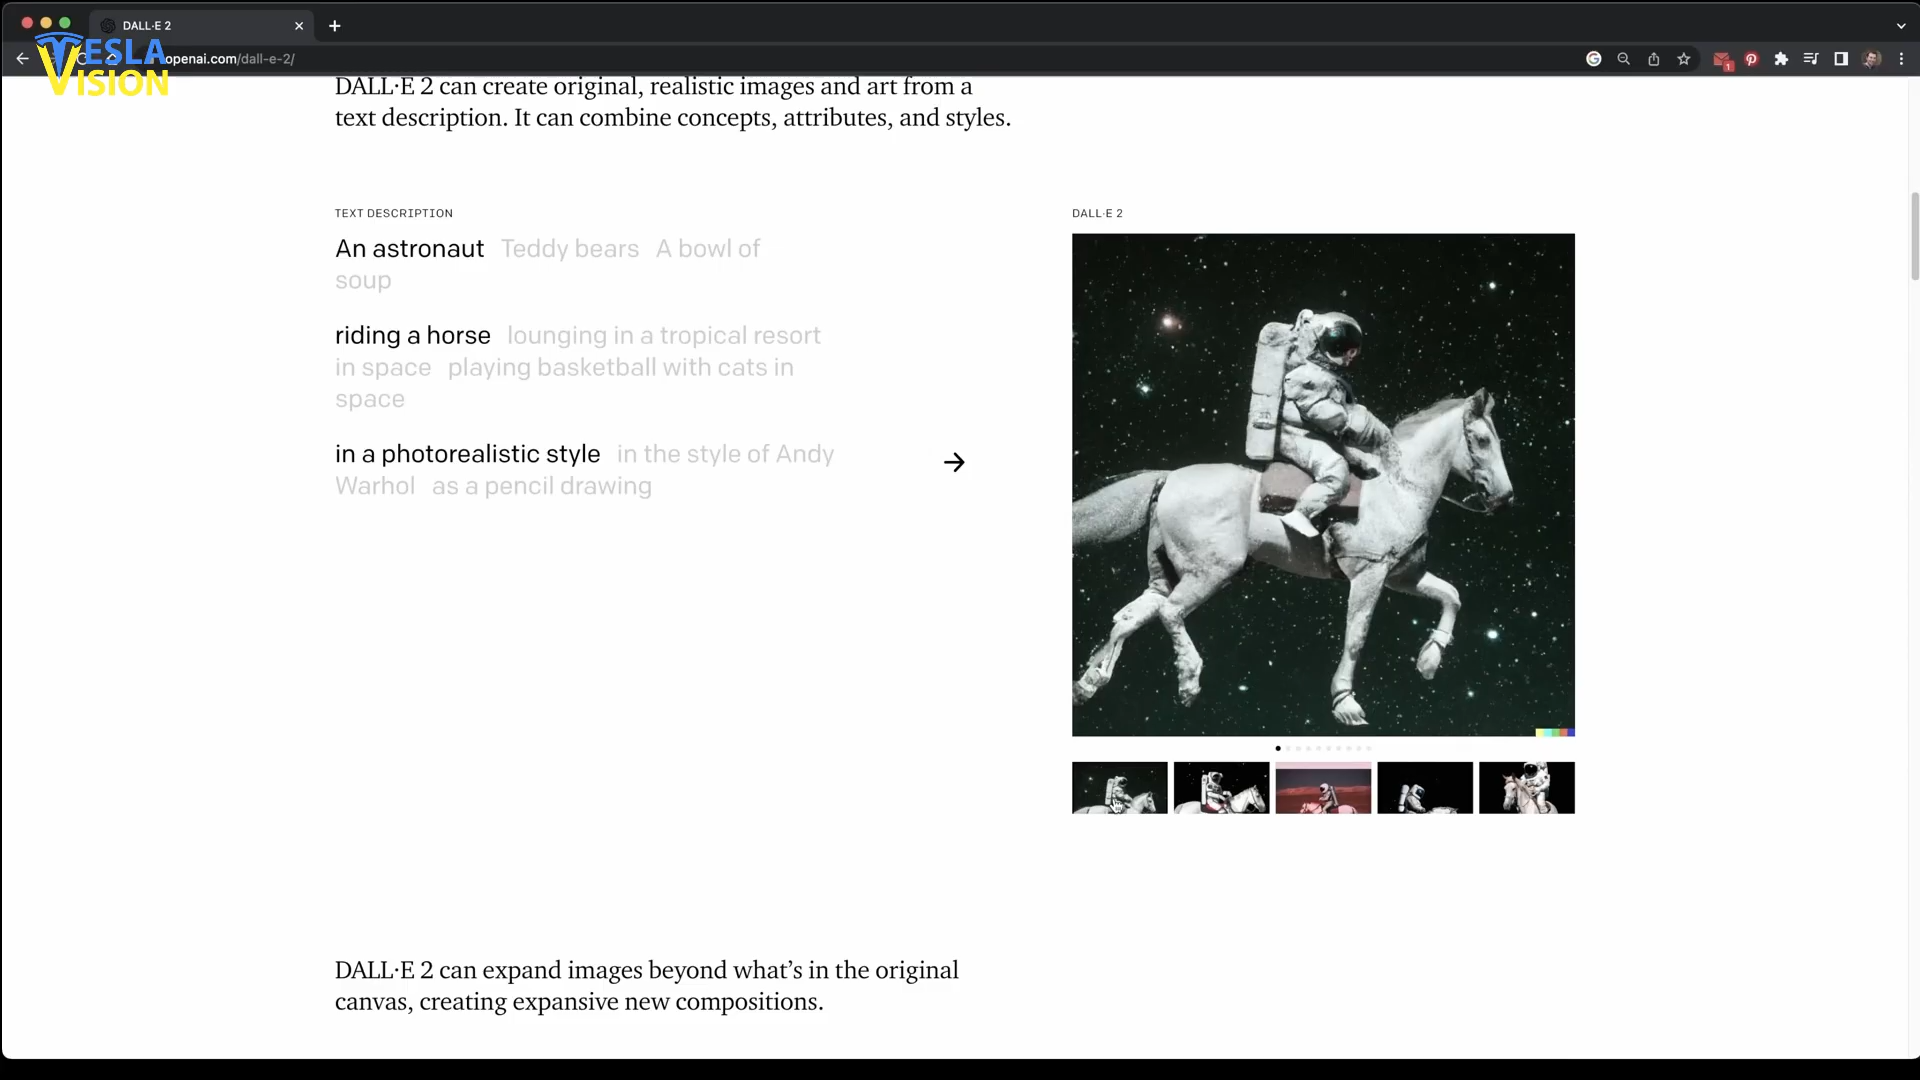 DALL·E 2
TESLA
VISION
openai.com/dall-e-2/
1
DALL·E 2 can create original, realistic images and art from a
text description. It can combine concepts, attributes, and styles.
TEXT DESCRIPTION
An astronaut Teddy bears A bowl of
soup
riding a horse lounging in a tropical resort
in space playing basketball with cats in
space
in a photorealistic style in the style of Andy
Warhol as a pencil drawing
DALL·E 2
DALL·E 2 can expand images beyond what’s in the original
canvas, creating expansive new compositions.